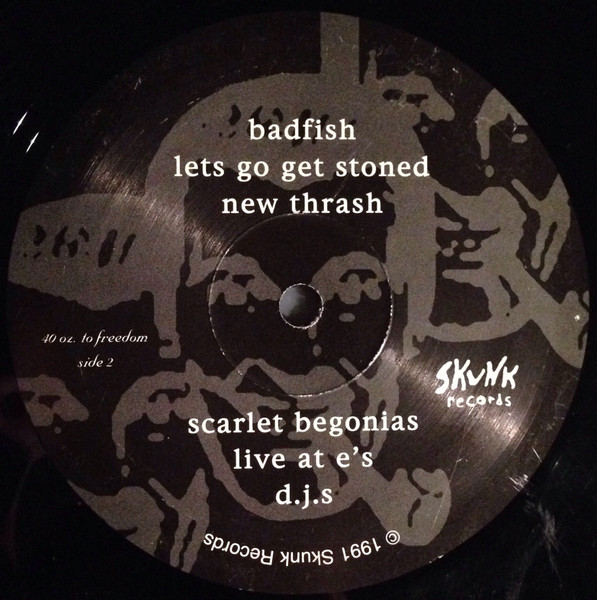 badfish
lets go get stoned
new thrash
40 oz. to freedom
side 2
SKUNK
records
scarlet begonias
live at e's
d.j.s
© 1991 Skunk Records